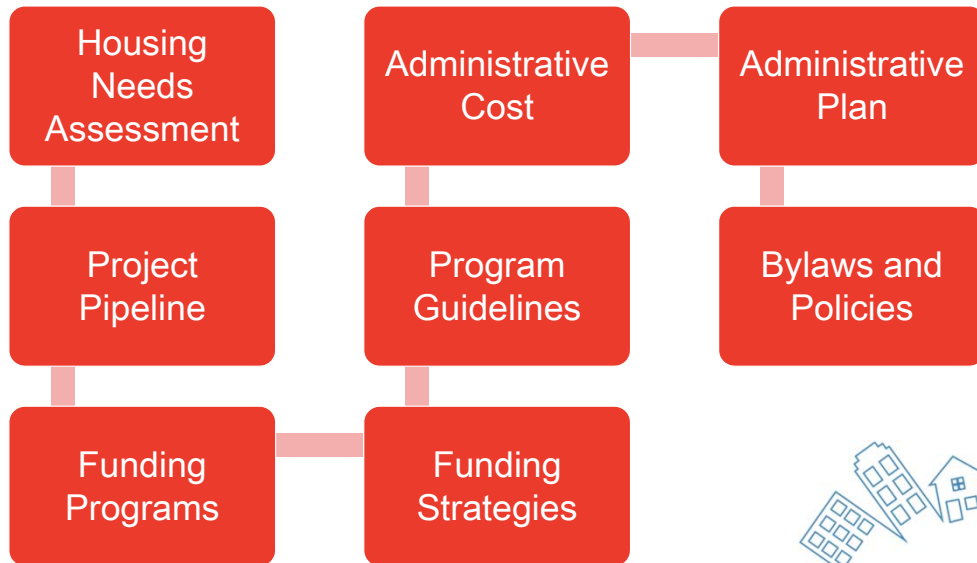 Housing
Needs
Assessment
Project
Pipeline
Funding
Programs
Funding
Strategies
Program
Guidelines
Administrative
Cost
Administrative
Plan
Bylaws and
Policies